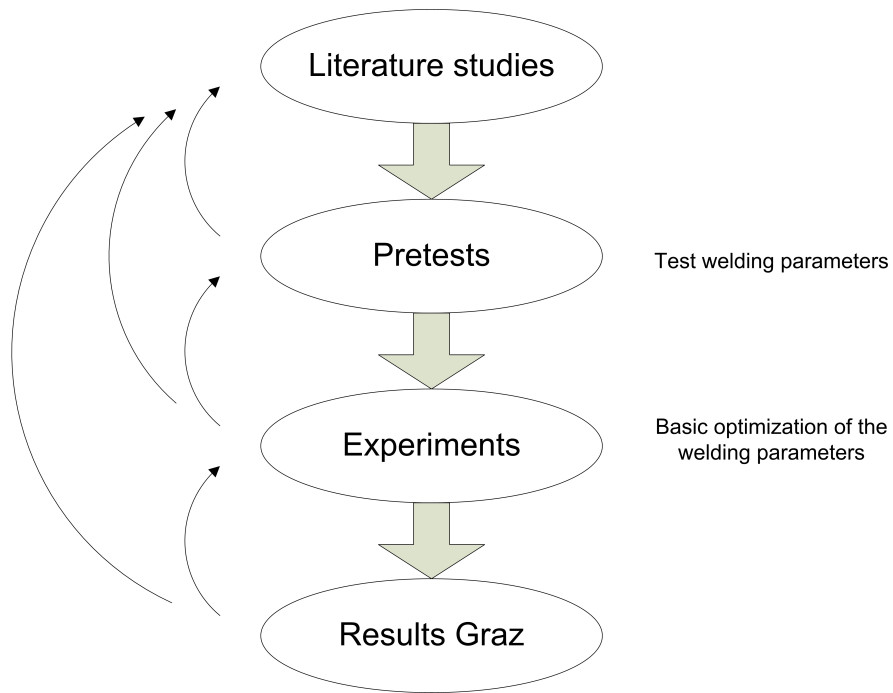 Literature studies
Pretests
Test welding parameters
Experiments
Basic optimization of the
welding parameters
Results Graz